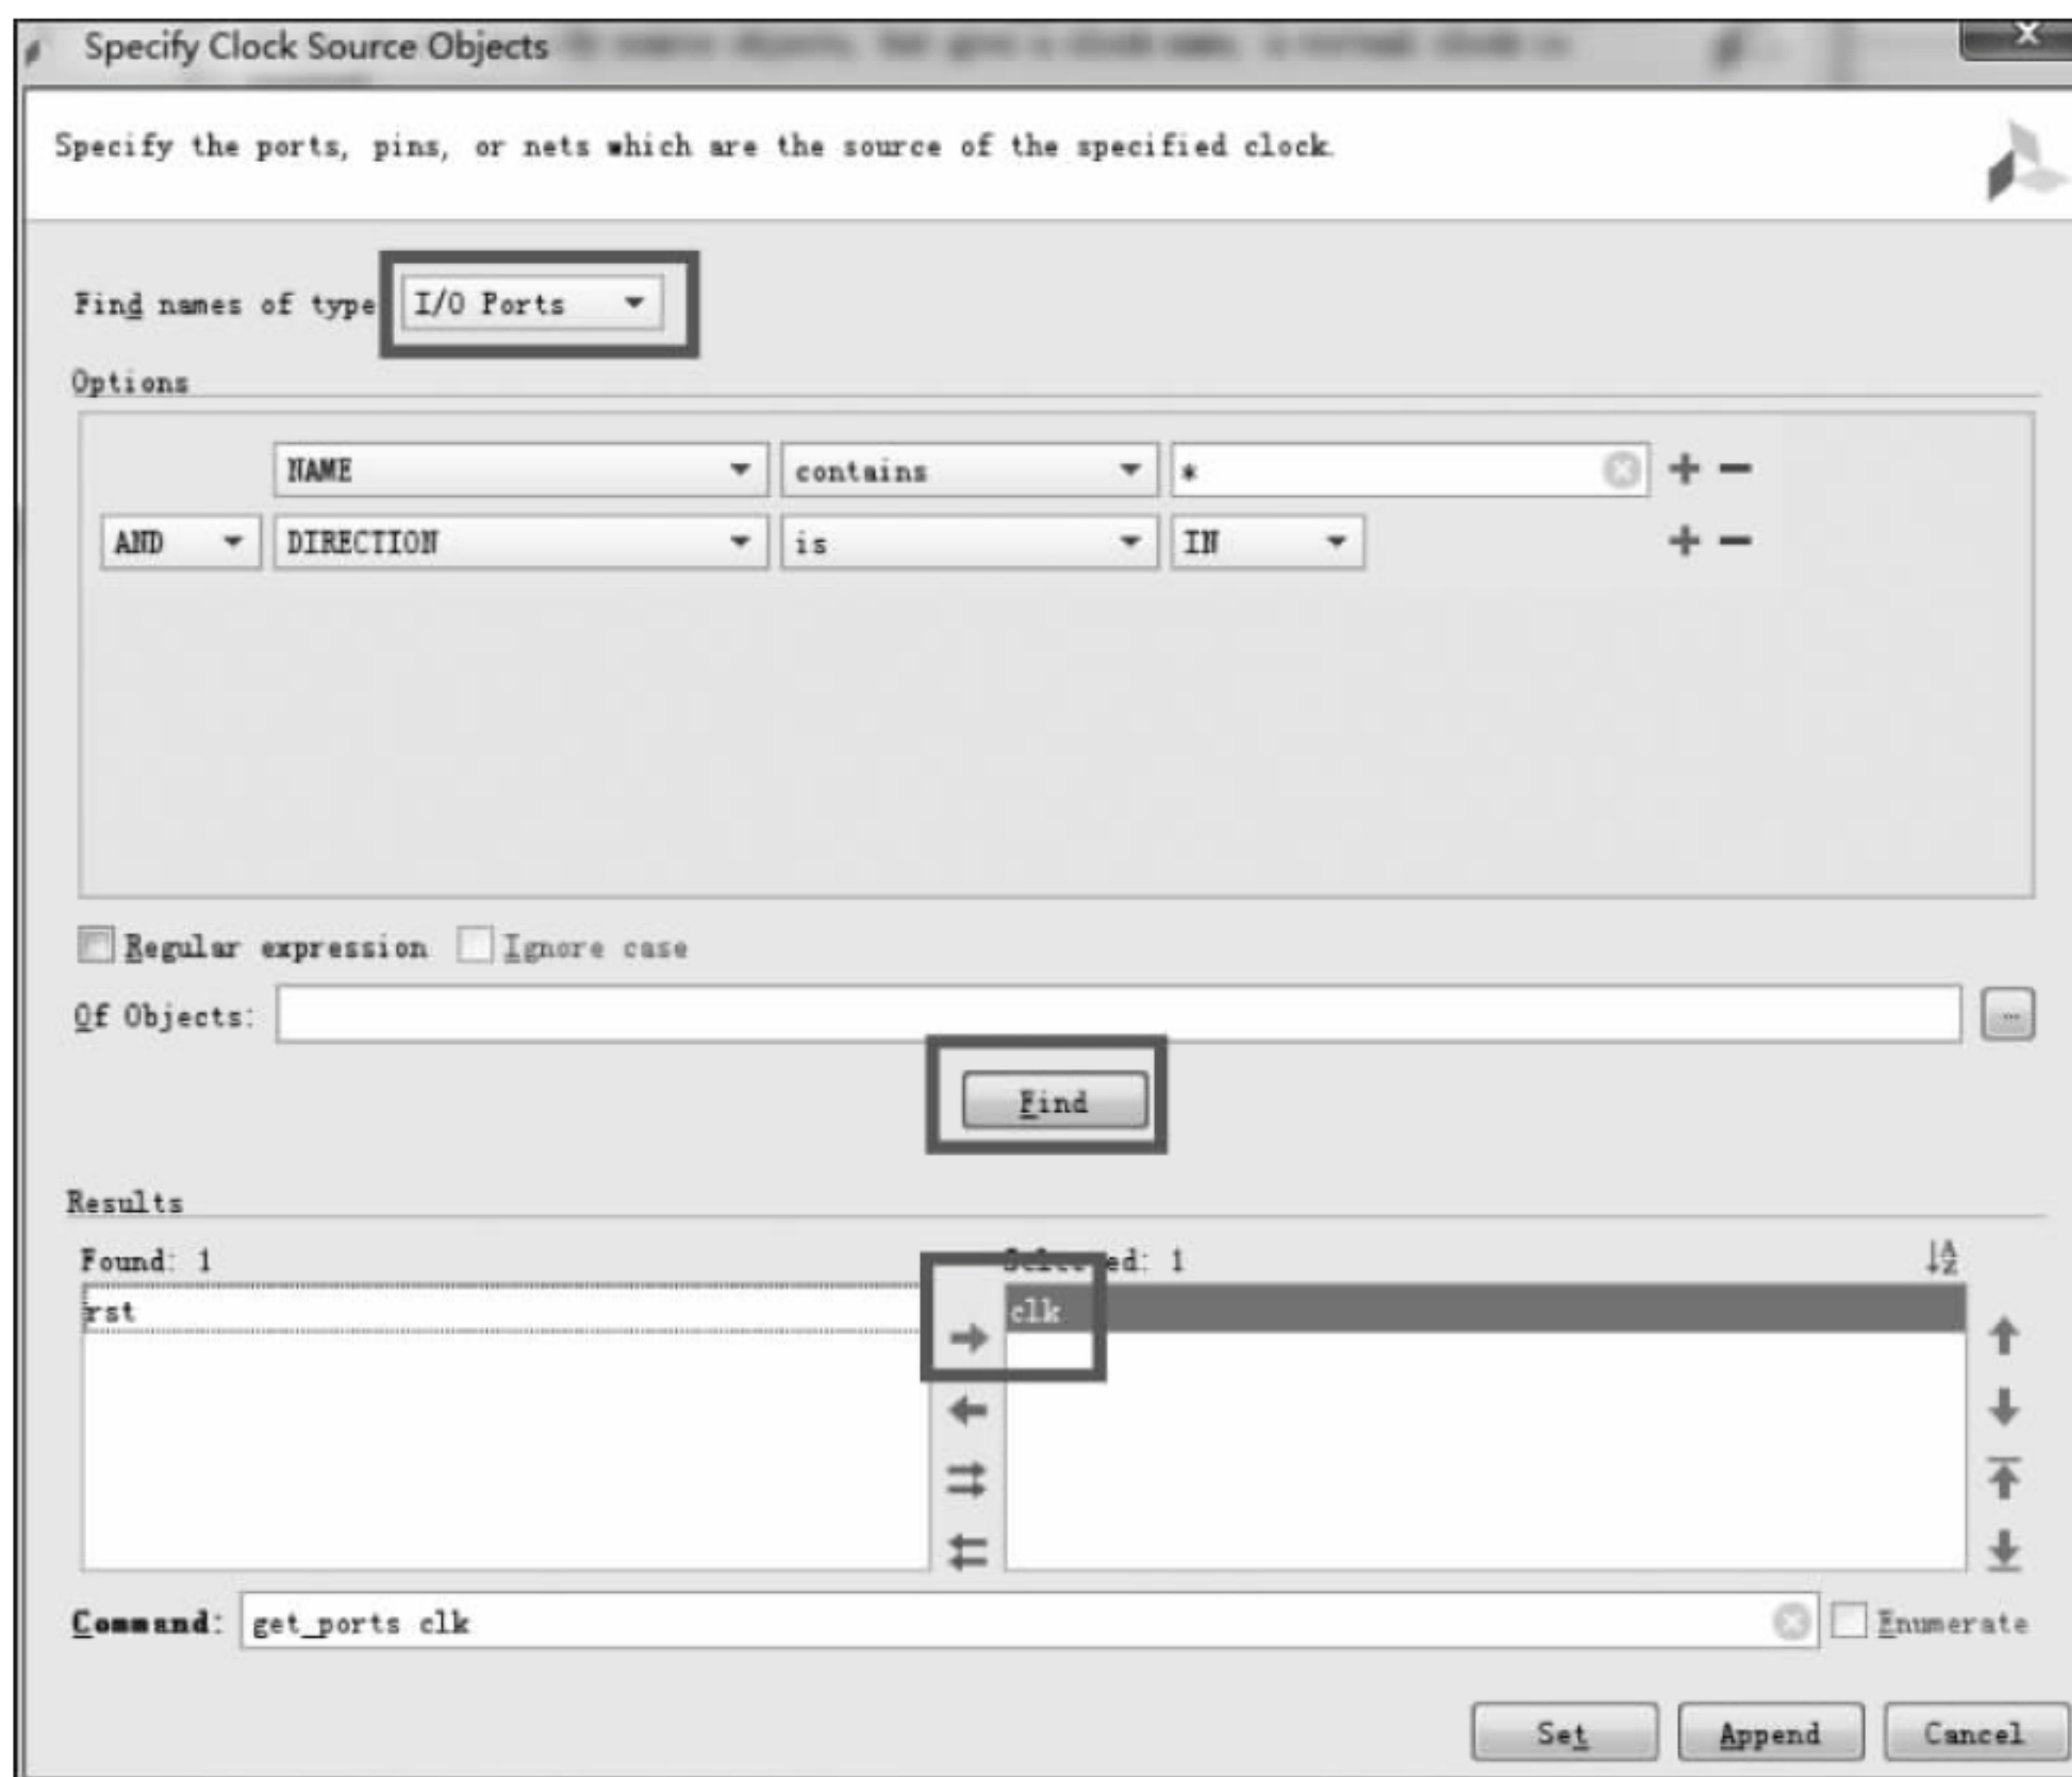 Specify Clock Source Objects
Specify the ports, pins, or nets which are the source of the specified clock.
Find names of type I/O Ports
Options
NAME contains *
AND DIRECTION is IN
Regular expression Ignore case
Of Objects: ...
Find
Results
Found: 1 Selected: 1
rst clk
Command: get_ports clk Enumerate
Set Append Cancel